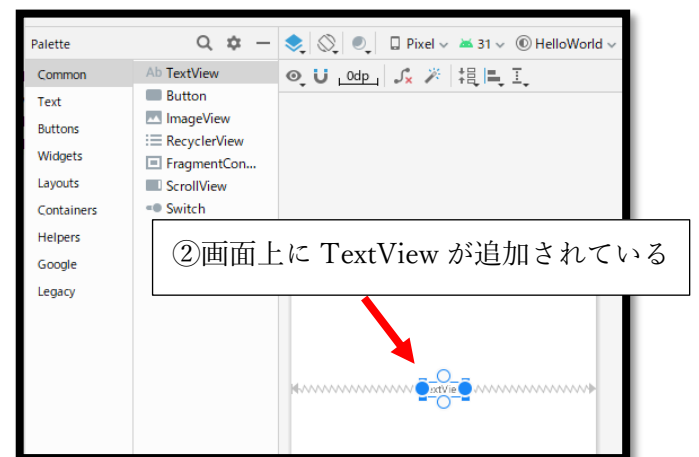 Palette
Pixel 31 HelloWorld
Common
Text
Buttons
Widgets
Layouts
Containers
Helpers
Google
Legacy
Ab TextView
Button
ImageView
RecyclerView
FragmentCon...
ScrollView
Switch
0dp
②画面上に TextView が追加されている
extVie